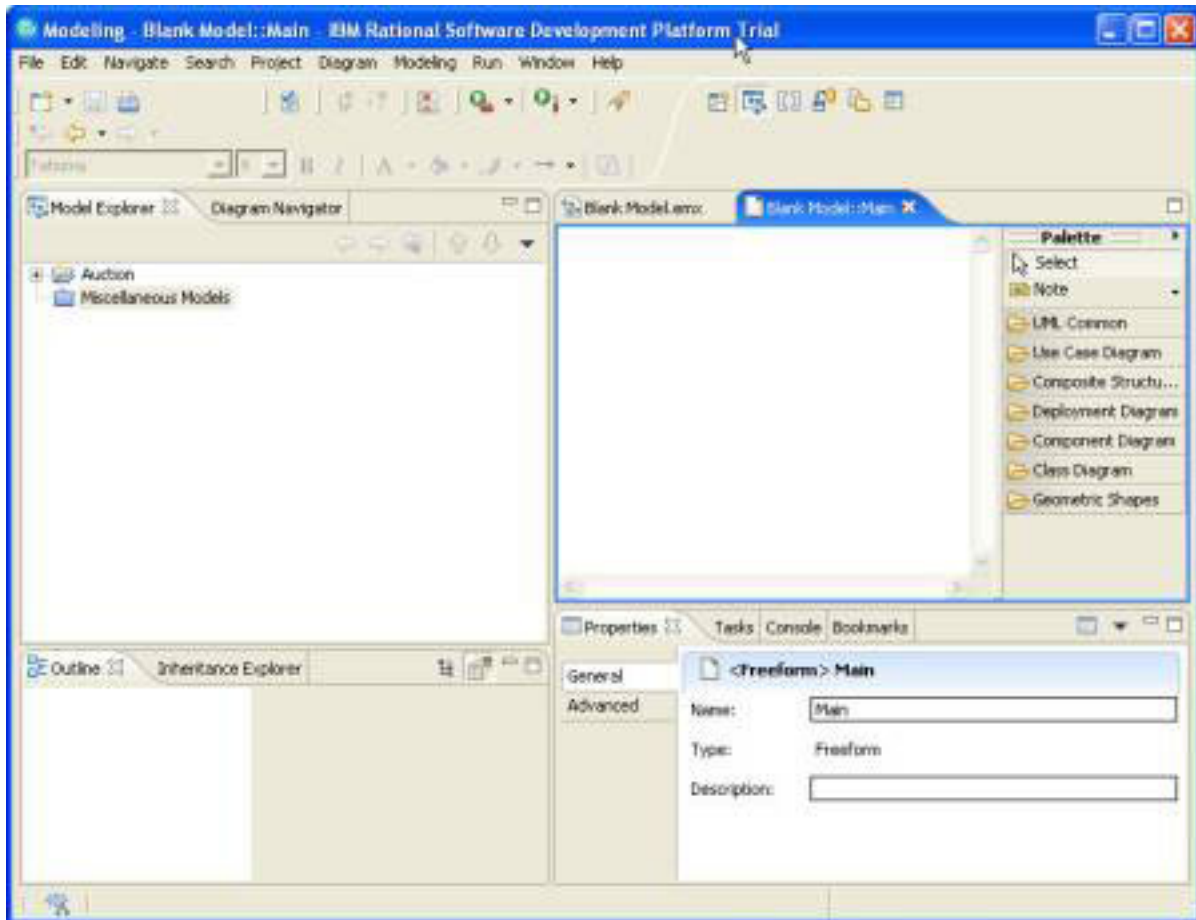 Modeling - Blank Model::Main - IBM Rational Software Development Platform Trial
File Edit Navigate Search Project Diagram Modeling Run Window Help
Tahoma
Model Explorer
Diagram Navigator
Auction
Miscellaneous Models
Blank Model.emx
Blank Model::Main
Palette
Select
Note
UML Common
Use Case Diagram
Composite Structu...
Deployment Diagram
Component Diagram
Class Diagram
Geometric Shapes
Outline
Inheritance Explorer
Properties
Tasks
Console
Bookmarks
General
Advanced
<Freeform> Main
Name: Main
Type: Freeform
Description: